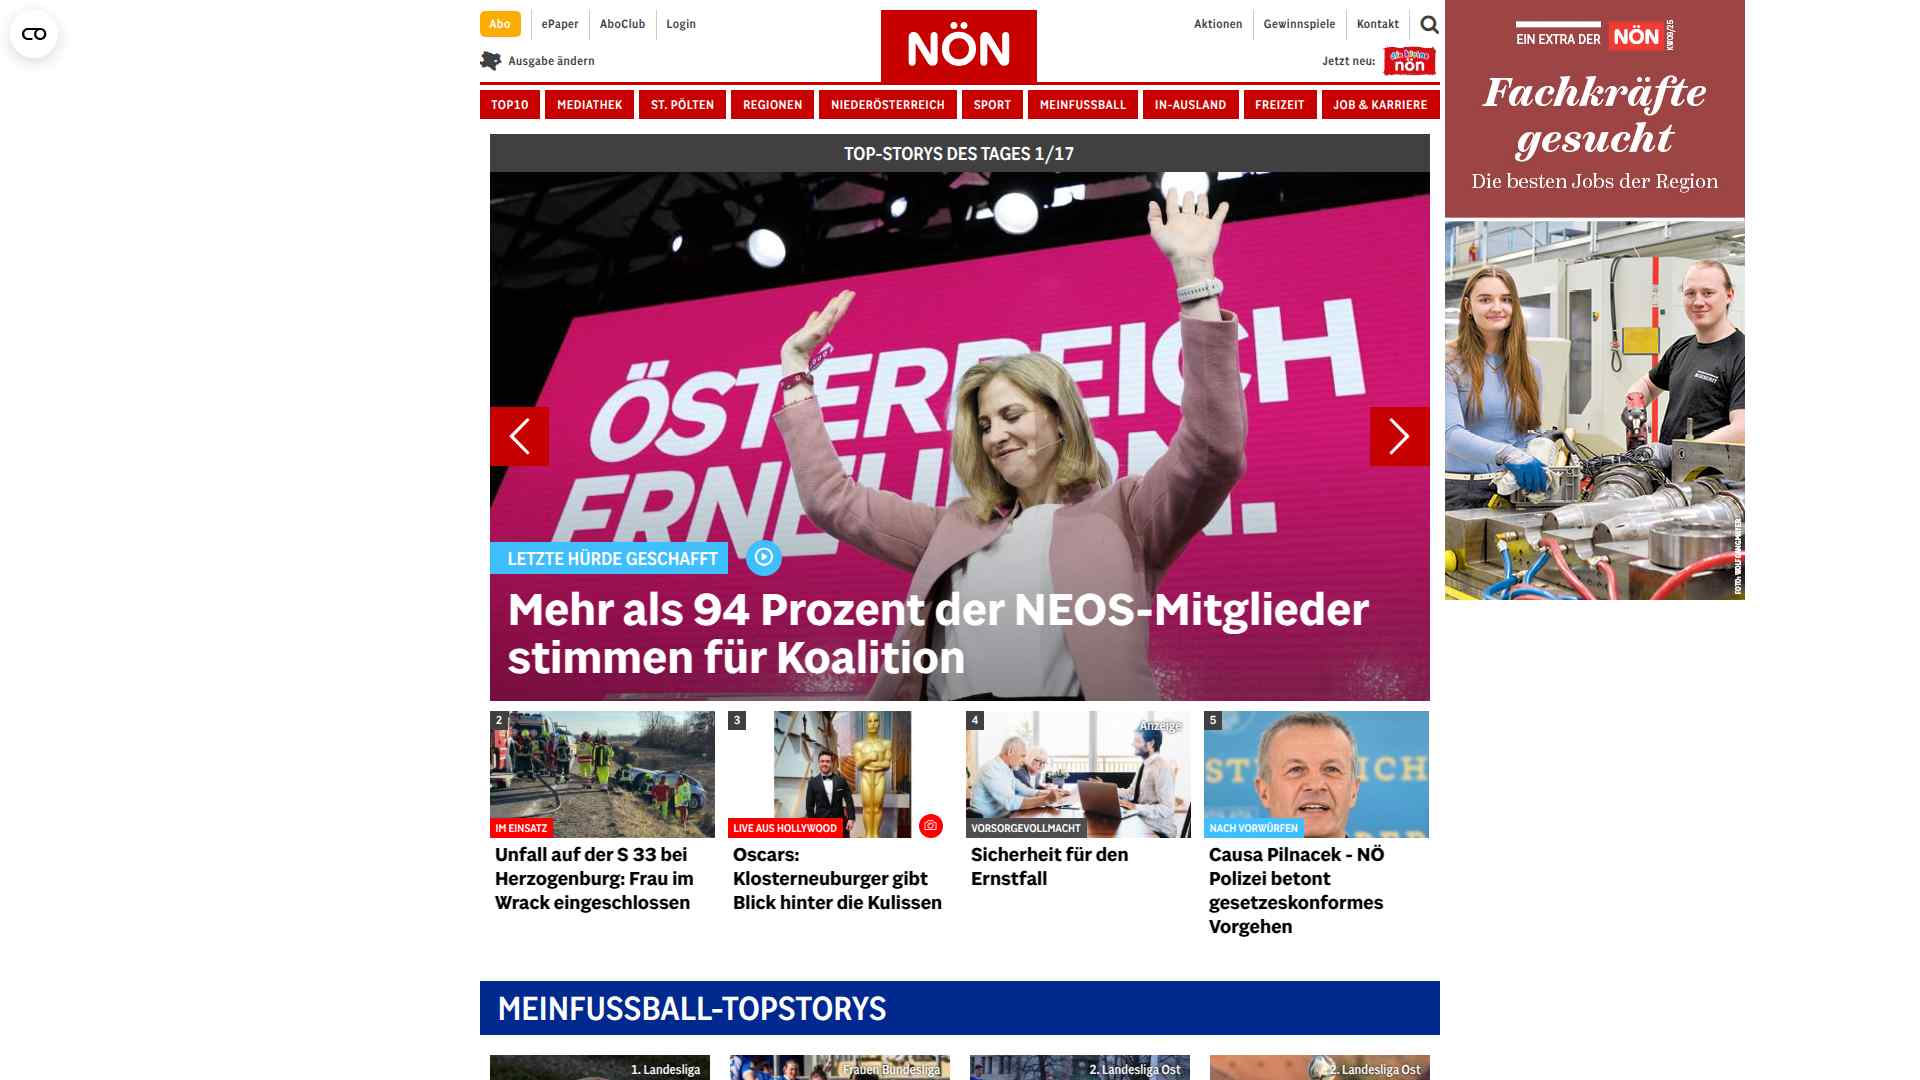 Abo
ePaper
AboClub
Login
NÖN
Aktionen
Gewinnspiele
Kontakt
Ausgabe ändern
Jetzt neu:
die kleine
nön
TOP10
MEDIATHEK
ST. PÖLTEN
REGIONEN
NIEDERÖSTERREICH
SPORT
MEINFUSSBALL
IN-AUSLAND
FREIZEIT
JOB & KARRIERE
TOP-STORYS DES TAGES 1/17
LETZTE HÜRDE GESCHAFFT
Mehr als 94 Prozent der NEOS-Mitglieder
stimmen für Koalition
EIN EXTRA DER NÖN KW09/25
Fachkräfte
gesucht
Die besten Jobs der Region
2
IM EINSATZ
Unfall auf der S 33 bei
Herzogenburg: Frau im
Wrack eingeschlossen
3
LIVE AUS HOLLYWOOD
Oscars:
Klosterneuburger gibt
Blick hinter die Kulissen
4
Anzeige
VORSORGEVOLLMACHT
Sicherheit für den
Ernstfall
5
NACH VORWÜRFEN
Causa Pilnacek - NÖ
Polizei betont
gesetzeskonformes
Vorgehen
MEINFUSSBALL-TOPSTORYS
1. Landesliga
Frauen Bundesliga
2. Landesliga Ost
2. Landesliga Ost